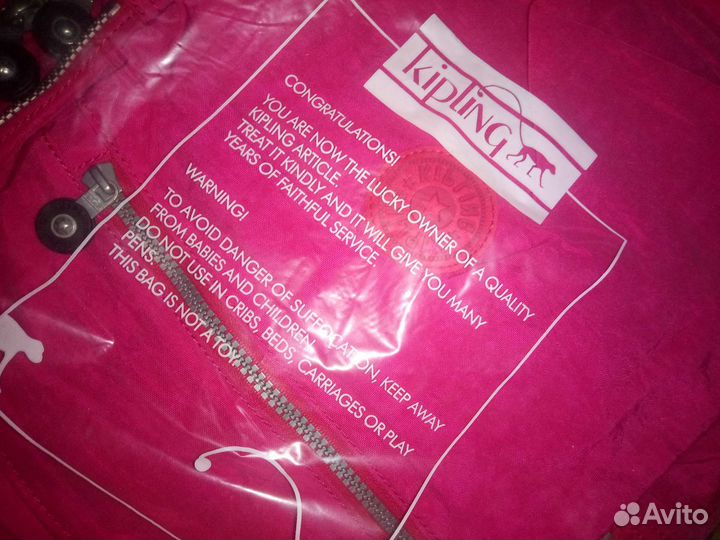 kipling
CONGRATULATIONS!
YOU ARE NOW THE LUCKY OWNER OF A QUALITY
KIPLING ARTICLE.
TREAT IT KINDLY AND IT WILL GIVE YOU MANY
YEARS OF FAITHFUL SERVICE.
WARNING!
TO AVOID DANGER OF SUFFOCATION, KEEP AWAY
FROM BABIES AND CHILDREN.
DO NOT USE IN CRIBS, BEDS, CARRIAGES OR PLAY
PENS.
THIS BAG IS NOT A TOY.
KIPLING
Avito